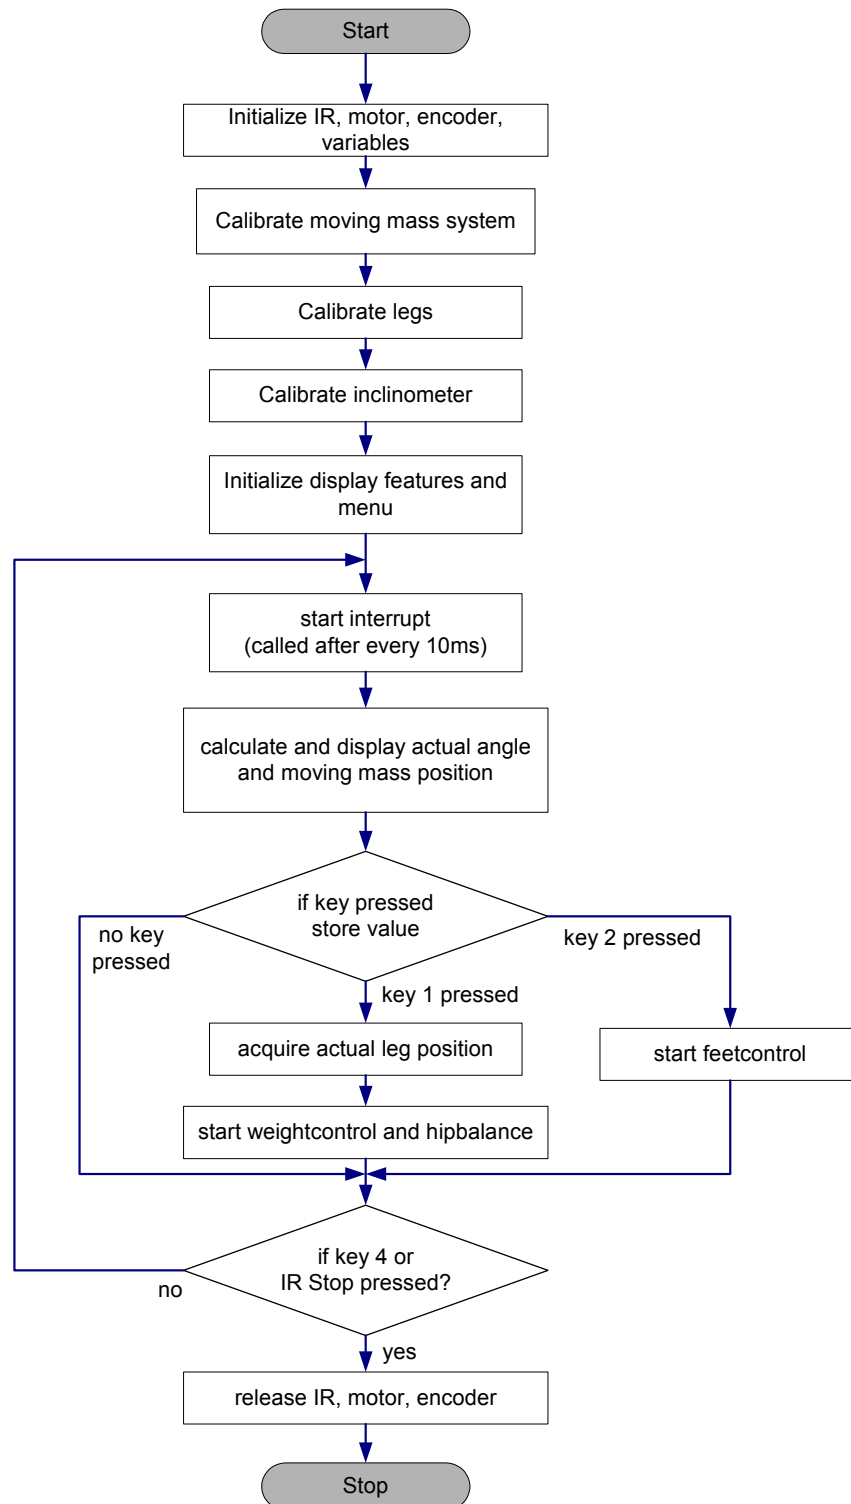 Start
Initialize IR, motor, encoder,
variables
Calibrate moving mass system
Calibrate legs
Calibrate inclinometer
Initialize display features and
menu
start interrupt
(called after every 10ms)
calculate and display actual angle
and moving mass position
if key pressed
store value
no key
pressed
key 2 pressed
key 1 pressed
acquire actual leg position
start feetcontrol
start weightcontrol and hipbalance
if key 4 or
IR Stop pressed?
no
yes
release IR, motor, encoder
Stop